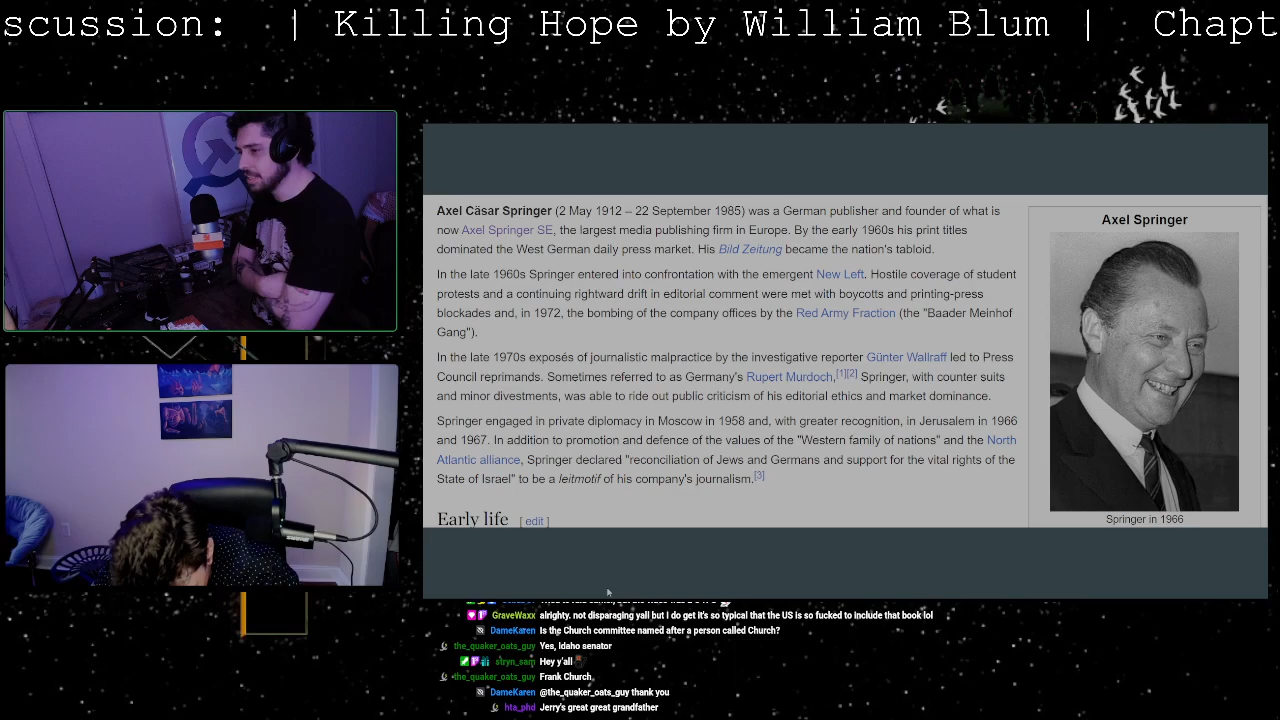 scussion: | Killing Hope by William Blum | Chapt
Axel Cäsar Springer (2 May 1912 – 22 September 1985) was a German publisher and founder of what is
now Axel Springer SE, the largest media publishing firm in Europe. By the early 1960s his print titles
dominated the West German daily press market. His Bild Zeitung became the nation's tabloid.
In the late 1960s Springer entered into confrontation with the emergent New Left. Hostile coverage of student
protests and a continuing rightward drift in editorial comment were met with boycotts and printing-press
blockades and, in 1972, the bombing of the company offices by the Red Army Fraction (the "Baader Meinhof
Gang").
In the late 1970s exposés of journalistic malpractice by the investigative reporter Günter Wallraff led to Press
Council reprimands. Sometimes referred to as Germany's Rupert Murdoch,[1][2] Springer, with counter suits
and minor divestments, was able to ride out public criticism of his editorial ethics and market dominance.
Springer engaged in private diplomacy in Moscow in 1958 and, with greater recognition, in Jerusalem in 1966
and 1967. In addition to promotion and defence of the values of the "Western family of nations" and the North
Atlantic alliance, Springer declared "reconciliation of Jews and Germans and support for the vital rights of the
State of Israel" to be a leitmotif of his company's journalism.[3]
Early life [ edit ]
Axel Springer
Springer in 1966
GraveWaxx alrighty. not disparaging yall but i do get it's so typical that the US is so fucked to include that book lol
DameKaren Is the Church committee named after a person called Church?
the_quaker_oats_guy Yes, Idaho senator
stryn_sam Hey y'all
the_quaker_oats_guy Frank Church
DameKaren @the_quaker_oats_guy thank you
hta_phd Jerry's great great grandfather